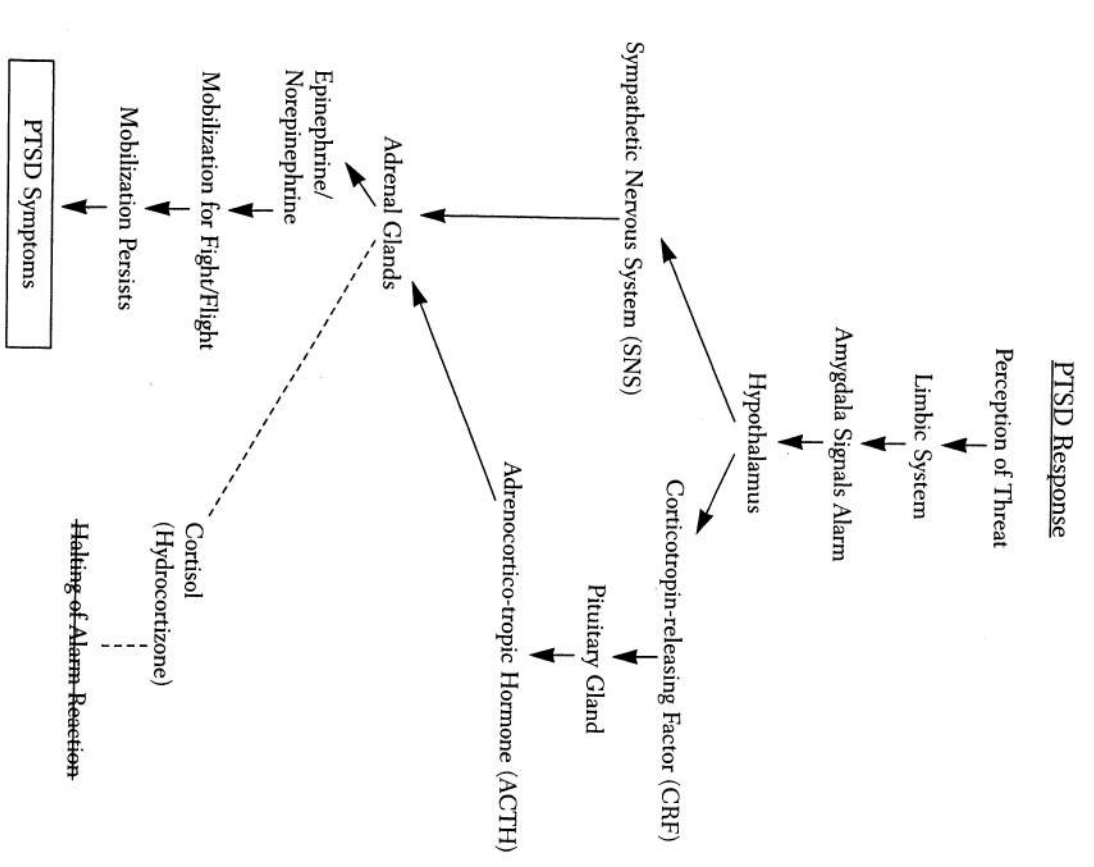 PTSD Response
Perception of Threat
Limbic System
Amygdala Signals Alarm
Hypothalamus
Sympathetic Nervous System (SNS)
Corticotropin-releasing Factor (CRF)
Pituitary Gland
Adrenocortico-tropic Hormone (ACTH)
Adrenal Glands
Epinephrine/
Norepinephrine
Mobilization for Fight/Flight
Mobilization Persists
PTSD Symptoms
Cortisol
(Hydrocortizone)
Halting of Alarm Reaction